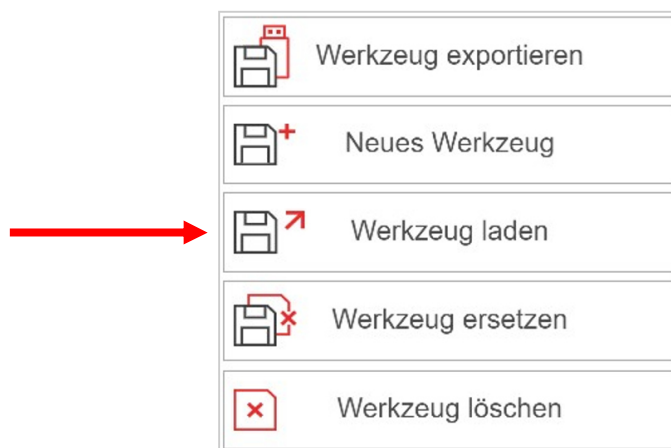 Werkzeug exportieren
Neues Werkzeug
Werkzeug laden
Werkzeug ersetzen
Werkzeug löschen